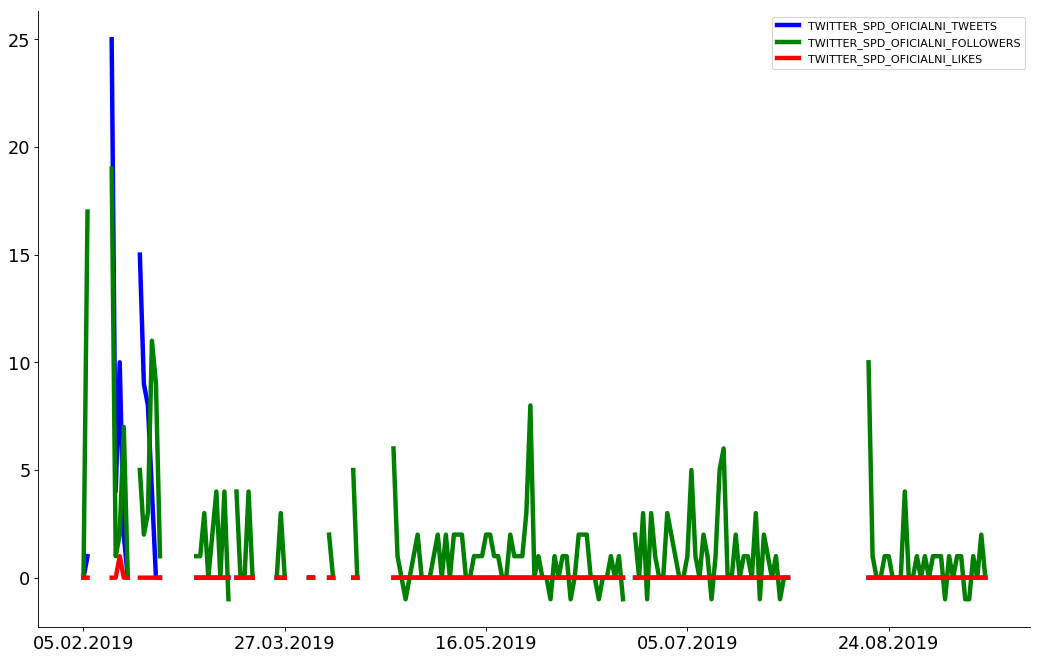 TWITTER_SPD_OFICIALNI_TWEETS
TWITTER_SPD_OFICIALNI_FOLLOWERS
TWITTER_SPD_OFICIALNI_LIKES
25
20
15
10
5
0
05.02.2019 27.03.2019 16.05.2019 05.07.2019 24.08.2019